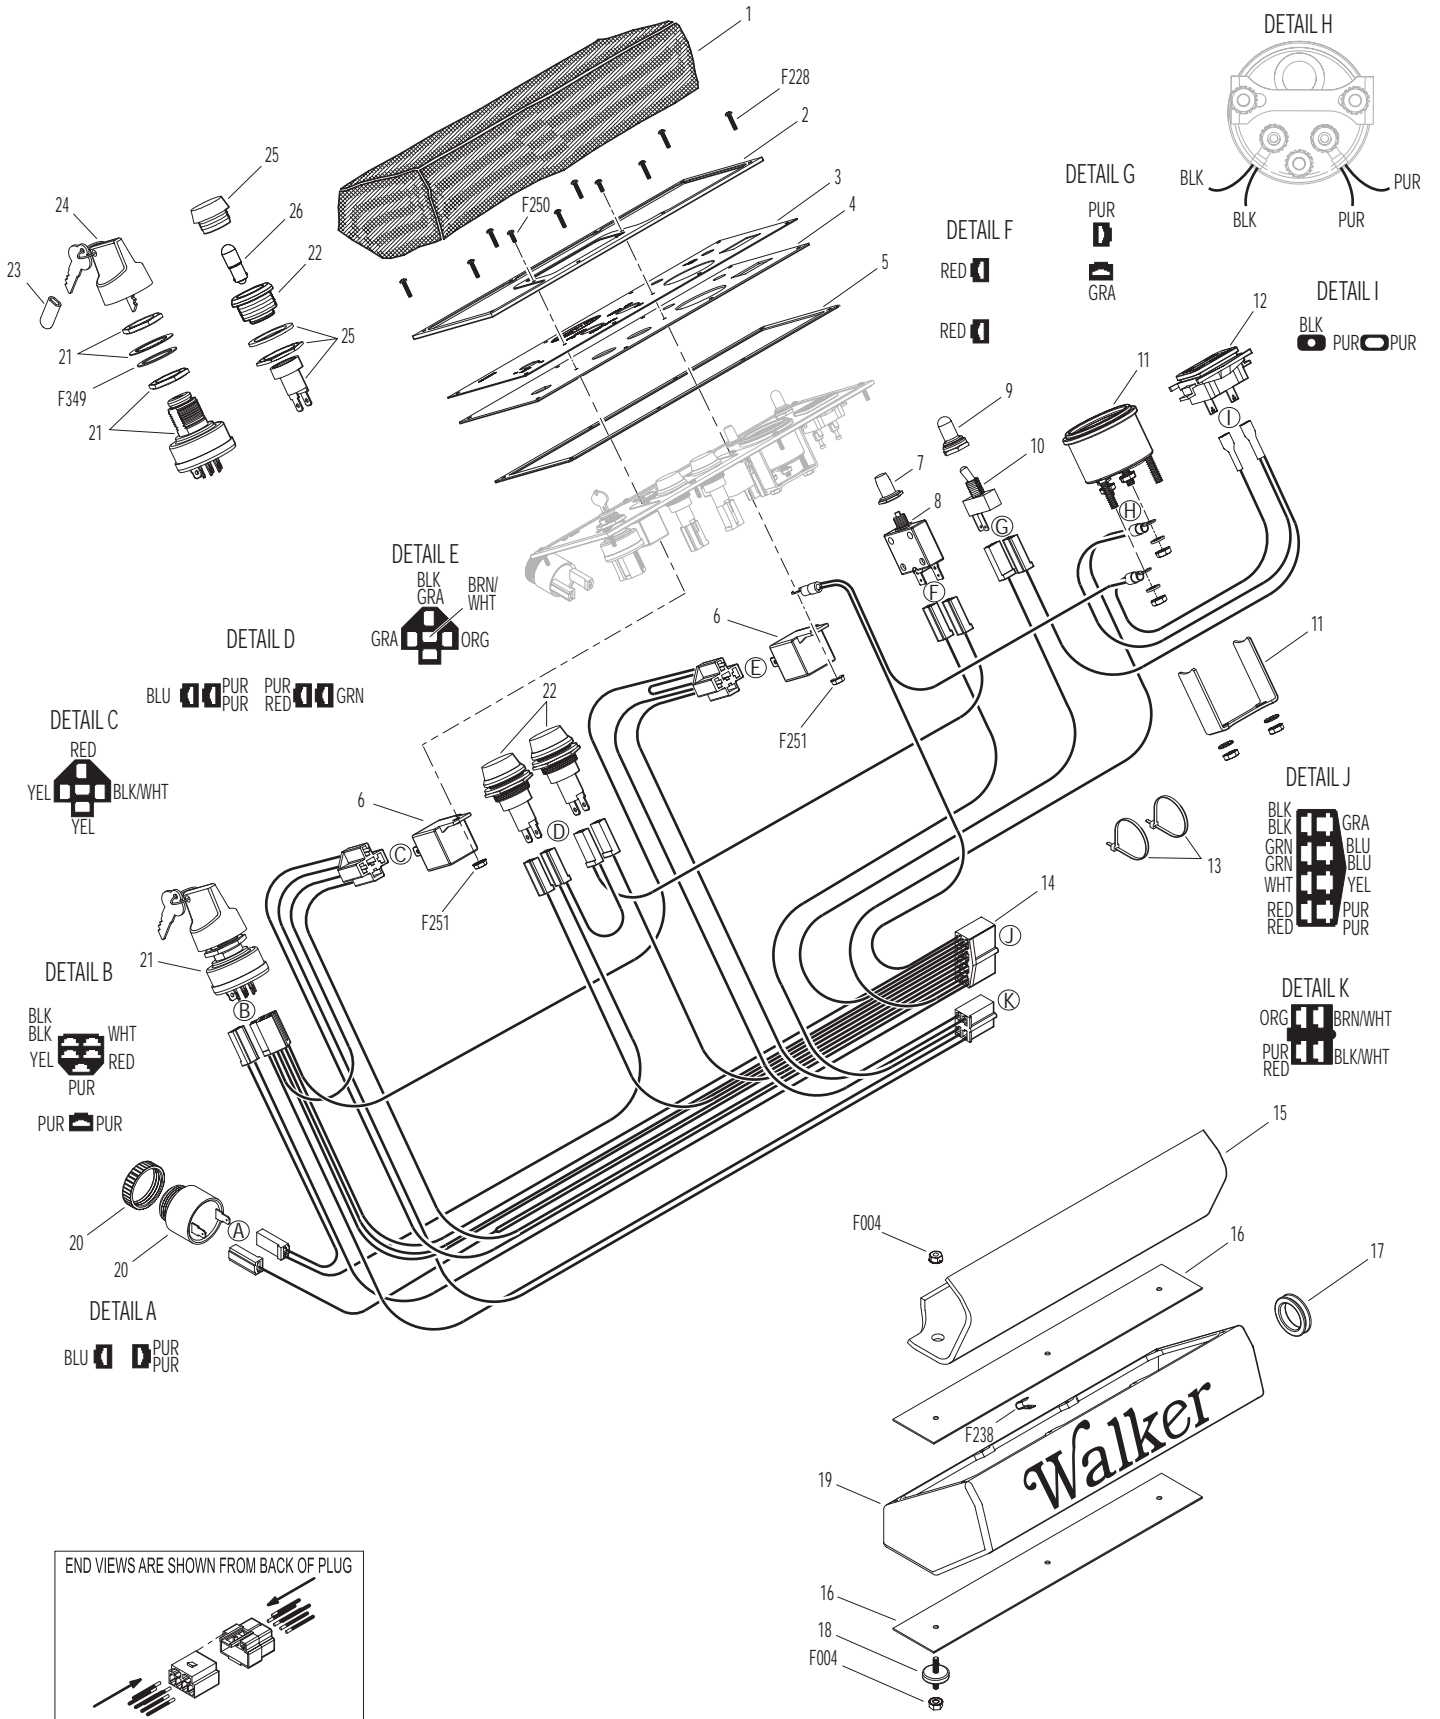 DETAIL H
1
F228
2
25
24
26
F250
3
4
BLK
PUR
BLK
PUR
DETAIL G
PUR
GRA
DETAIL F
RED
RED
23
22
5
12
DETAIL I
BLK
PUR
PUR
21
25
F349
21
11
I
9
7
10
8
H
G
F
DETAIL E
BLK
GRA
BRN/
WHT
GRA
ORG
6
E
DETAIL D
BLU
PUR
PUR
PUR
RED
GRN
11
F251
22
DETAIL C
RED
YEL
BLK/WHT
YEL
6
C
D
F251
DETAIL J
BLK
BLK
GRN
GRN
WHT
RED
RED
GRA
BLU
BLU
YEL
PUR
PUR
13
14
J
21
DETAIL B
B
BLK
BLK
WHT
YEL
RED
PUR
PUR
PUR
K
DETAIL K
ORG
BRN/WHT
PUR
RED
BLK/WHT
15
20
20
A
F004
16
17
DETAIL A
BLU
PUR
PUR
F238
Walker
19
END VIEWS ARE SHOWN FROM BACK OF PLUG
16
18
F004